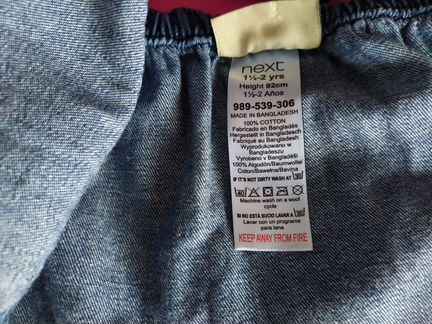 next
1½-2 yrs
Height 92cm
1½-2 Años
989-539-306
MADE IN BANGLADESH
100% COTTON
Fabricado en Bangladés
Hergestellt in Bangladesch
Fabriqué au Bangladesh
Wyprodukowano w
Bangladeszu
Vyrobeno v Bangladéši
100% Algodón/Baumwolle/
Coton/Bawełna/Bavlna
IF IT'S NOT DIRTY WASH AT 30
Machine wash on a wool
cycle
SI NO ESTÁ SUCIO LAVAR A 30
Lavar con un programa
para lana
KEEP AWAY FROM FIRE